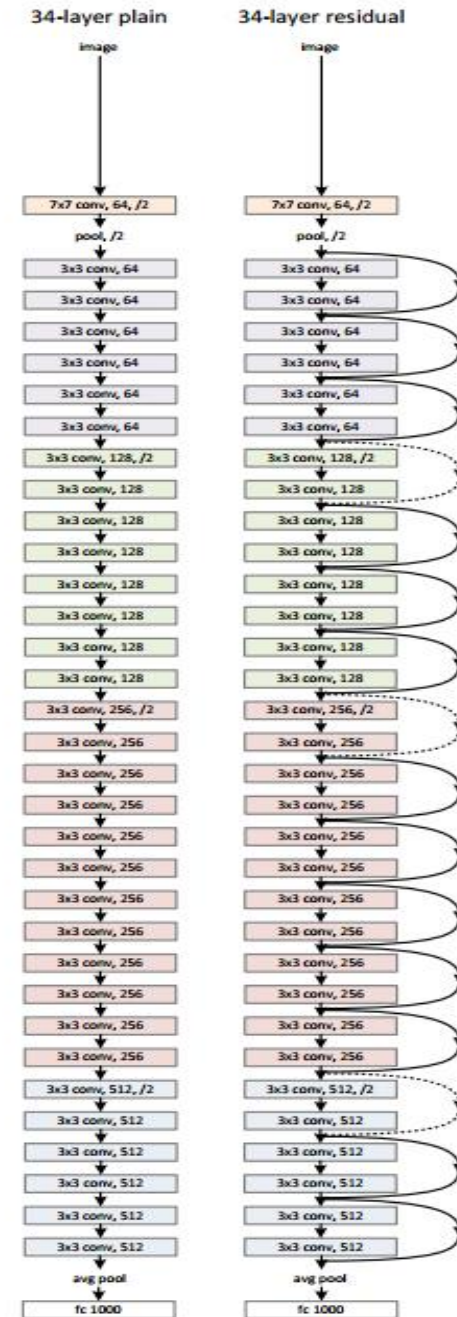 34-layer plain
image
7x7 conv, 64, /2
pool, /2
3x3 conv, 64
3x3 conv, 64
3x3 conv, 64
3x3 conv, 64
3x3 conv, 64
3x3 conv, 64
3x3 conv, 128, /2
3x3 conv, 128
3x3 conv, 128
3x3 conv, 128
3x3 conv, 128
3x3 conv, 128
3x3 conv, 128
3x3 conv, 128
3x3 conv, 256, /2
3x3 conv, 256
3x3 conv, 256
3x3 conv, 256
3x3 conv, 256
3x3 conv, 256
3x3 conv, 256
3x3 conv, 256
3x3 conv, 256
3x3 conv, 256
3x3 conv, 256
3x3 conv, 256
3x3 conv, 512, /2
3x3 conv, 512
3x3 conv, 512
3x3 conv, 512
3x3 conv, 512
3x3 conv, 512
avg pool
fc 1000
34-layer residual
image
7x7 conv, 64, /2
pool, /2
3x3 conv, 64
3x3 conv, 64
3x3 conv, 64
3x3 conv, 64
3x3 conv, 64
3x3 conv, 64
3x3 conv, 128, /2
3x3 conv, 128
3x3 conv, 128
3x3 conv, 128
3x3 conv, 128
3x3 conv, 128
3x3 conv, 128
3x3 conv, 128
3x3 conv, 256, /2
3x3 conv, 256
3x3 conv, 256
3x3 conv, 256
3x3 conv, 256
3x3 conv, 256
3x3 conv, 256
3x3 conv, 256
3x3 conv, 256
3x3 conv, 256
3x3 conv, 256
3x3 conv, 256
3x3 conv, 512, /2
3x3 conv, 512
3x3 conv, 512
3x3 conv, 512
3x3 conv, 512
3x3 conv, 512
avg pool
fc 1000